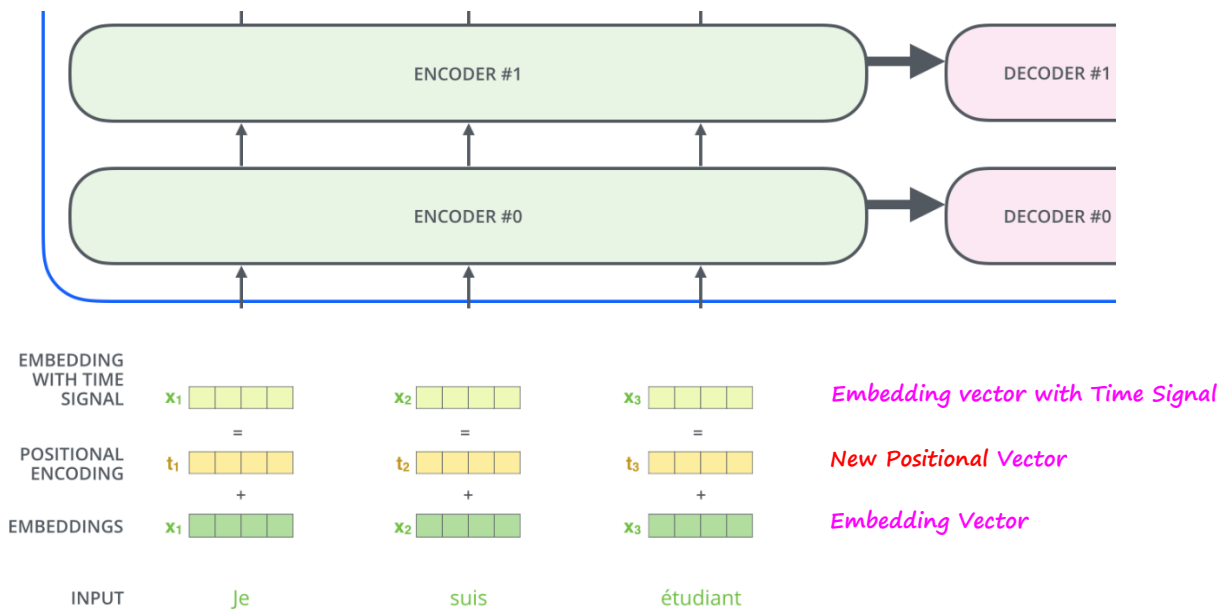 ENCODER #1
DECODER #1
ENCODER #0
DECODER #0
EMBEDDING
WITH TIME
SIGNAL
x₁
x₂
x₃
Embedding vector with Time Signal
=
=
=
POSITIONAL
ENCODING
t₁
t₂
t₃
New Positional Vector
+
+
+
EMBEDDINGS
x₁
x₂
x₃
Embedding Vector
INPUT
Je
suis
étudiant